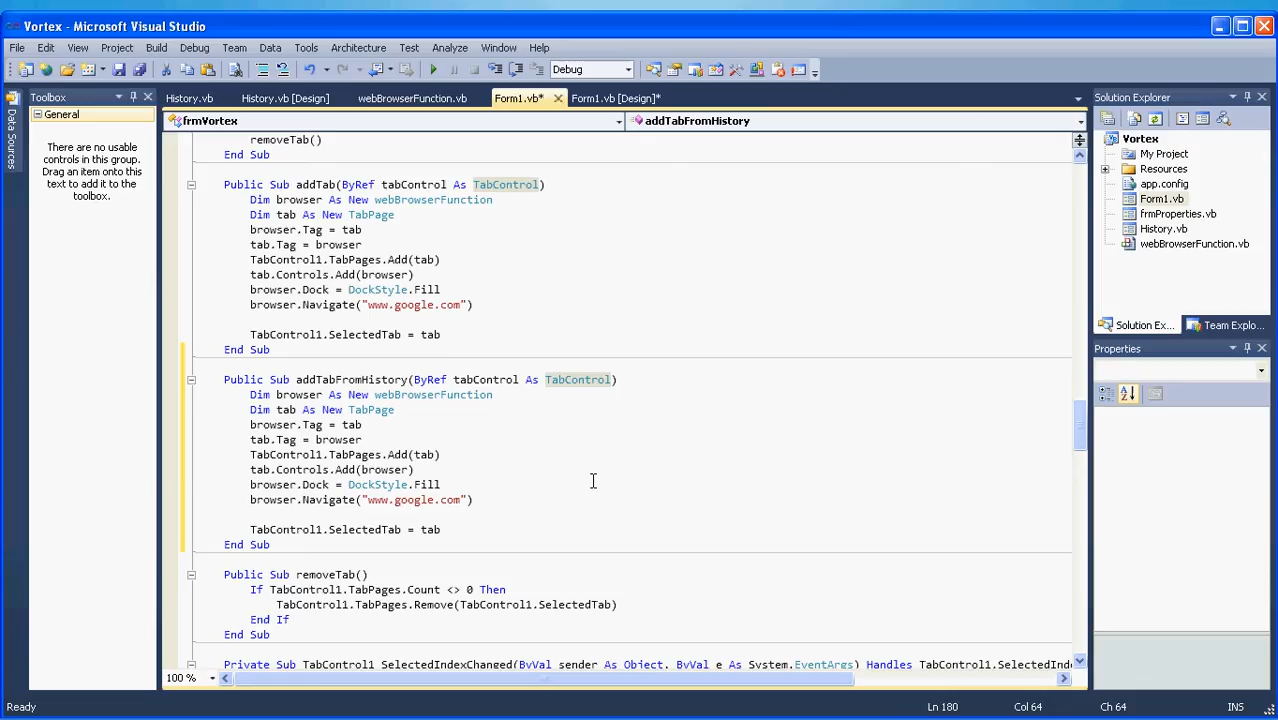 Vortex - Microsoft Visual Studio
File Edit View Project Build Debug Team Data Tools Architecture Test Analyze Window Help
Debug
Data Sources
Toolbox
General
There are no usable
controls in this group.
Drag an item onto this
text to add it to the
toolbox.
History.vb History.vb [Design] webBrowserFunction.vb Form1.vb* Form1.vb [Design]*
frmVortex addTabFromHistory
removeTab()
End Sub
Public Sub addTab(ByRef tabControl As TabControl)
Dim browser As New webBrowserFunction
Dim tab As New TabPage
browser.Tag = tab
tab.Tag = browser
TabControl1.TabPages.Add(tab)
tab.Controls.Add(browser)
browser.Dock = DockStyle.Fill
browser.Navigate("www.google.com")
TabControl1.SelectedTab = tab
End Sub
Public Sub addTabFromHistory(ByRef tabControl As TabControl)
Dim browser As New webBrowserFunction
Dim tab As New TabPage
browser.Tag = tab
tab.Tag = browser
TabControl1.TabPages.Add(tab)
tab.Controls.Add(browser)
browser.Dock = DockStyle.Fill
browser.Navigate("www.google.com")
TabControl1.SelectedTab = tab
End Sub
Public Sub removeTab()
If TabControl1.TabPages.Count <> 0 Then
TabControl1.TabPages.Remove(TabControl1.SelectedTab)
End If
End Sub
Private Sub TabControl1_SelectedIndexChanged(ByVal sender As Object, ByVal e As System.EventArgs) Handles TabControl1.SelectedInde
100 %
Solution Explorer
Vortex
My Project
Resources
app.config
Form1.vb
frmProperties.vb
History.vb
webBrowserFunction.vb
Solution Ex... Team Explo...
Properties
Ready Ln 180 Col 64 Ch 64 INS